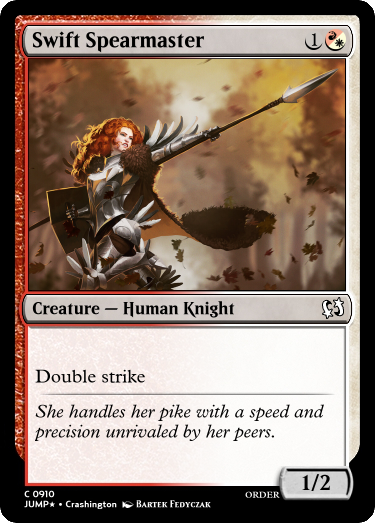 Swift Spearmaster 1
Creature — Human Knight
Double strike
She handles her pike with a speed and
precision unrivaled by her peers.
1/2
C 0910 ORDER
JUMP★ • Crashington Bartek Fedyczak